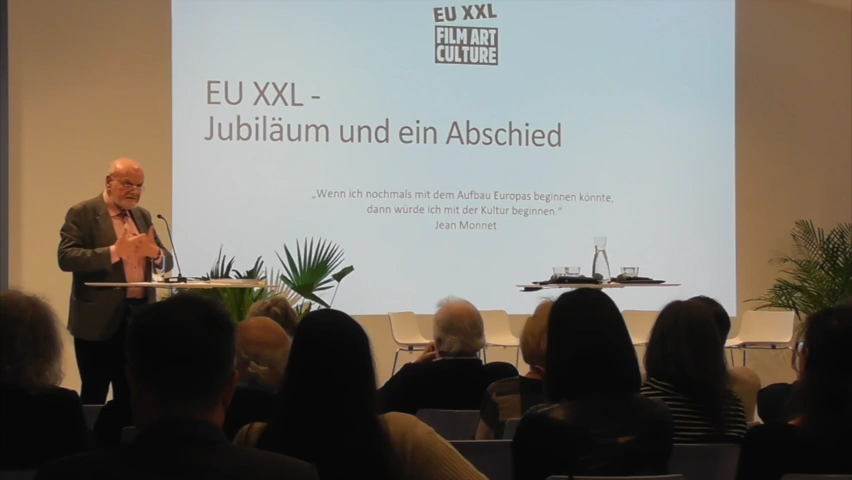 EU XXL
FILM ART
CULTURE
EU XXL -
Jubiläum und ein Abschied
„Wenn ich nochmals mit dem Aufbau Europas beginnen könnte,
dann würde ich mit der Kultur beginnen.“
Jean Monnet